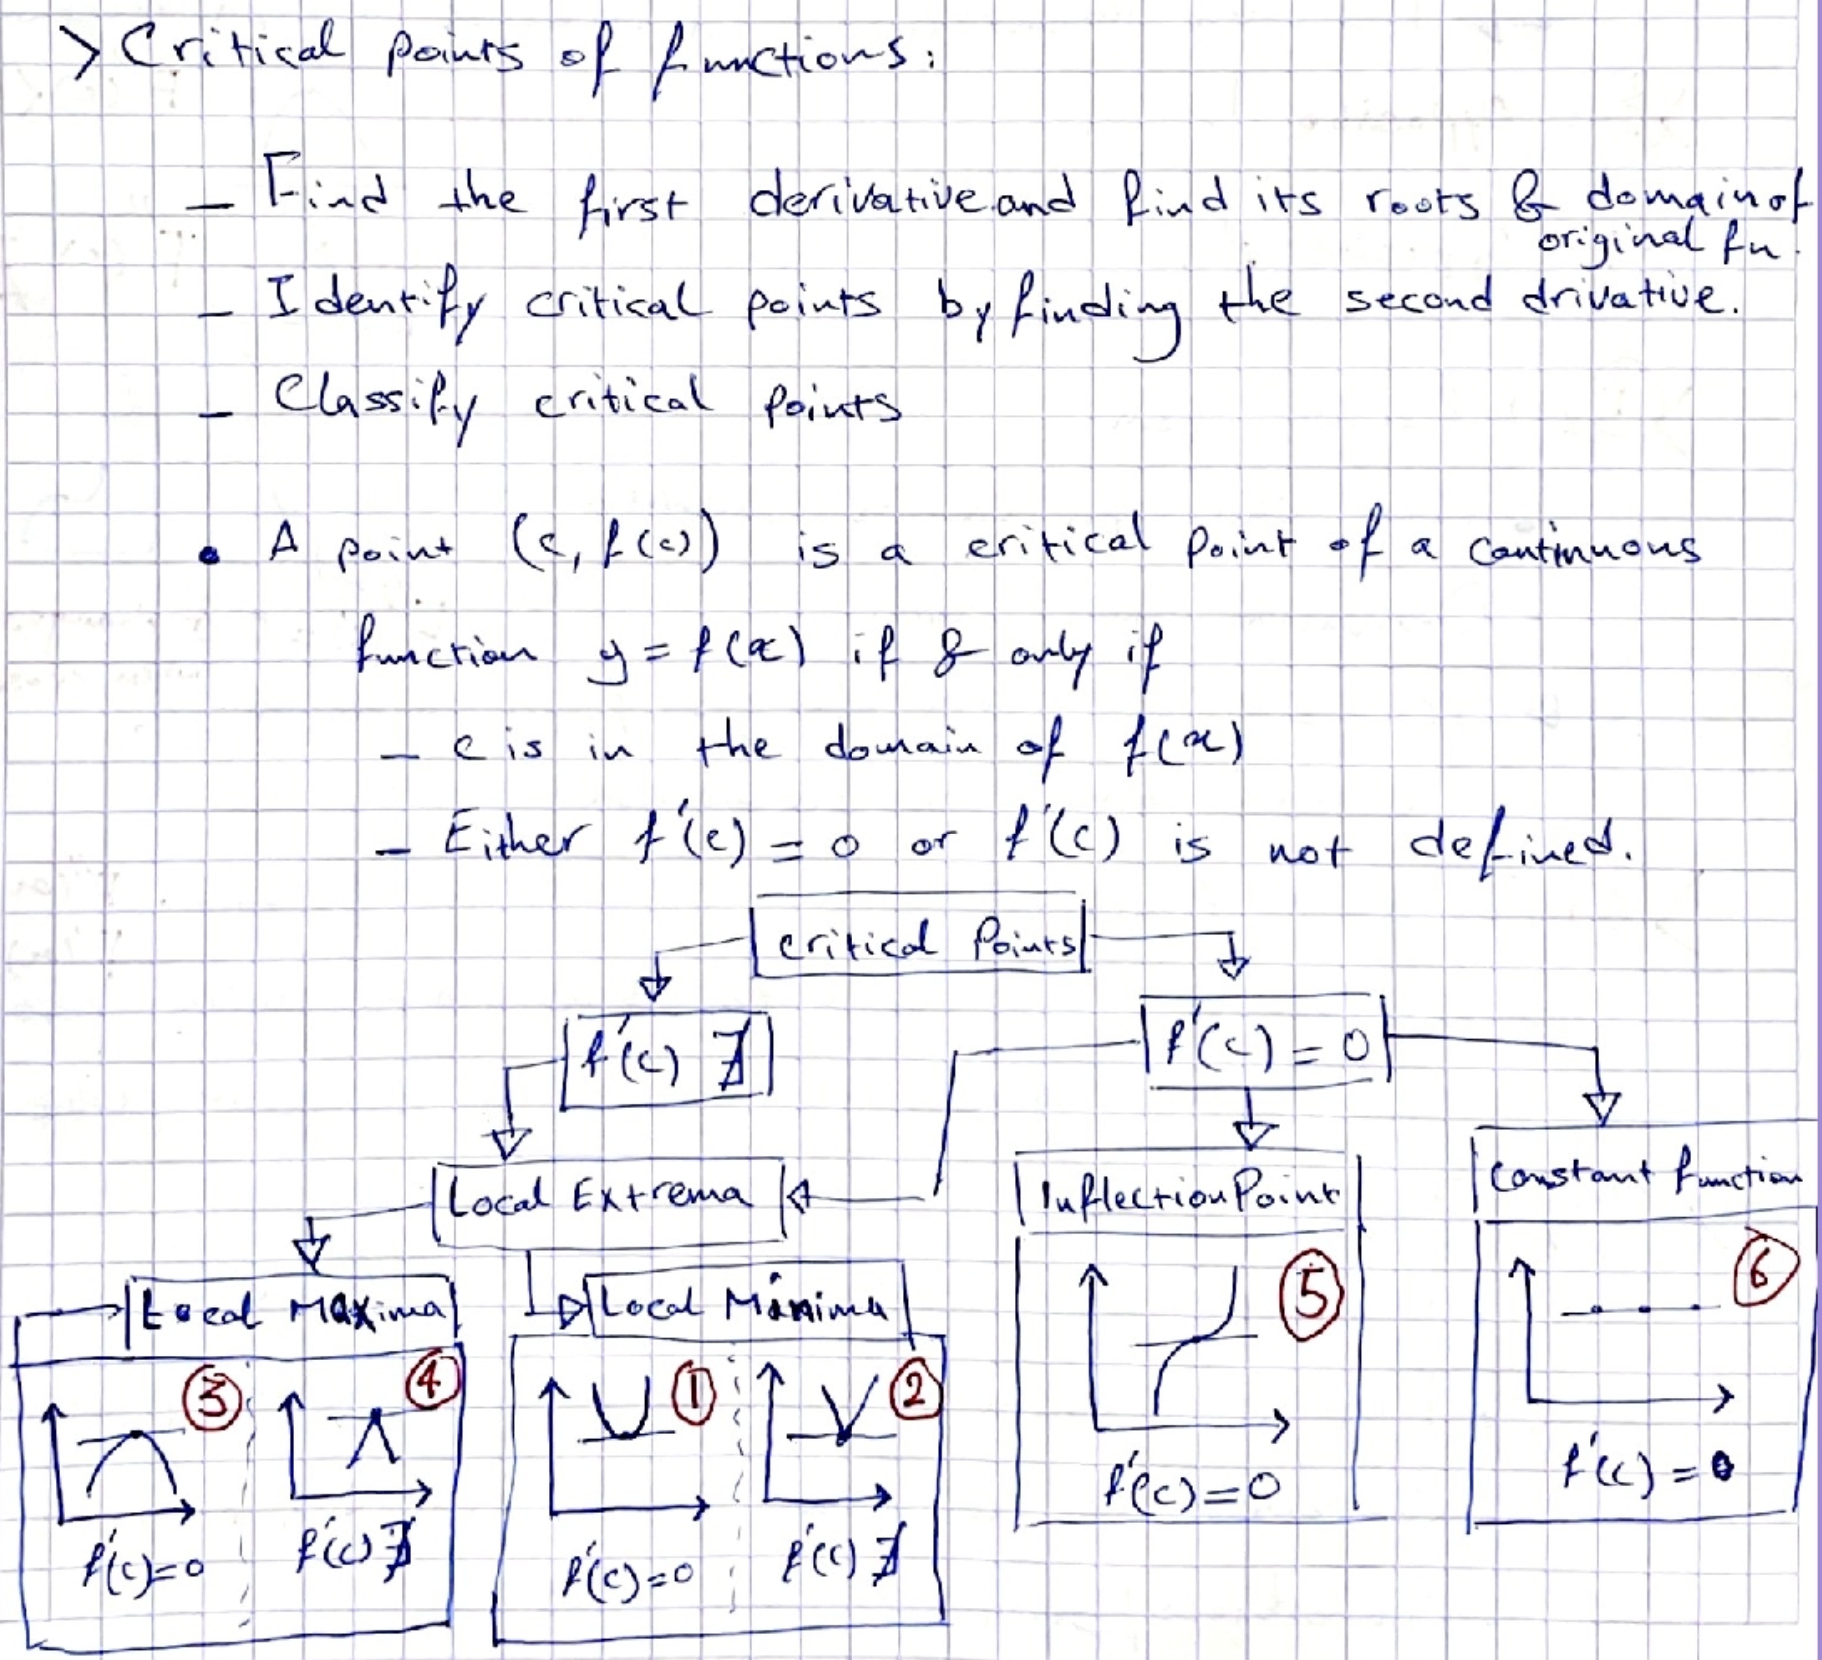 > Critical points of functions:
– Find the first derivative and find its roots & domain of
original fn.
– Identify critical points by finding the second drivative.
– Classify critical points
• A point (c, f(c)) is a critical point of a continuous
function y = f(x) if & only if
– c is in the domain of f(x)
– Either f'(c) = 0 or f'(c) is not defined.
Critical Points
f'(c) ∄
f'(c) = 0
Local Extrema
Inflection Point
Constant function
Local Maxima
Local Minima
③
④
①
②
⑤
⑥
f'(c)=0
f'(c) ∄
f'(c)=0
f'(c) ∄
f'(c)=0
f'(c) = 0